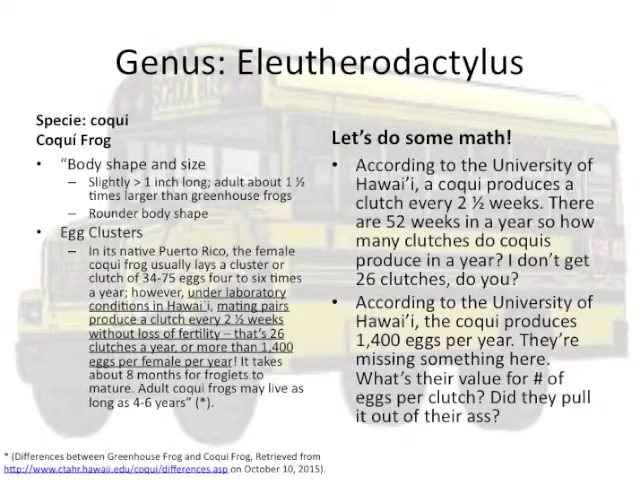 Genus: Eleutherodactylus
Specie: coqui
Coquí Frog
• “Body shape and size
– Slightly > 1 inch long; adult about 1 ½
times larger than greenhouse frogs
– Rounder body shape
• Egg Clusters
– In its native Puerto Rico, the female
coqui frog usually lays a cluster or
clutch of 34-75 eggs four to six times
a year; however, under laboratory
conditions in Hawai`i, mating pairs
produce a clutch every 2 ½ weeks
without loss of fertility – that's 26
clutches a year, or more than 1,400
eggs per female per year! It takes
about 8 months for froglets to
mature. Adult coqui frogs may live as
long as 4-6 years” (*).
Let’s do some math!
• According to the University of
Hawai’i, a coqui produces a
clutch every 2 ½ weeks. There
are 52 weeks in a year so how
many clutches do coquis
produce in a year? I don’t get
26 clutches, do you?
• According to the University of
Hawai’i, the coqui produces
1,400 eggs per year. They’re
missing something here.
What’s their value for # of
eggs per clutch? Did they pull
it out of their ass?
* (Differences between Greenhouse Frog and Coqui Frog, Retrieved from
http://www.ctahr.hawaii.edu/coqui/differences.asp on October 10, 2015).